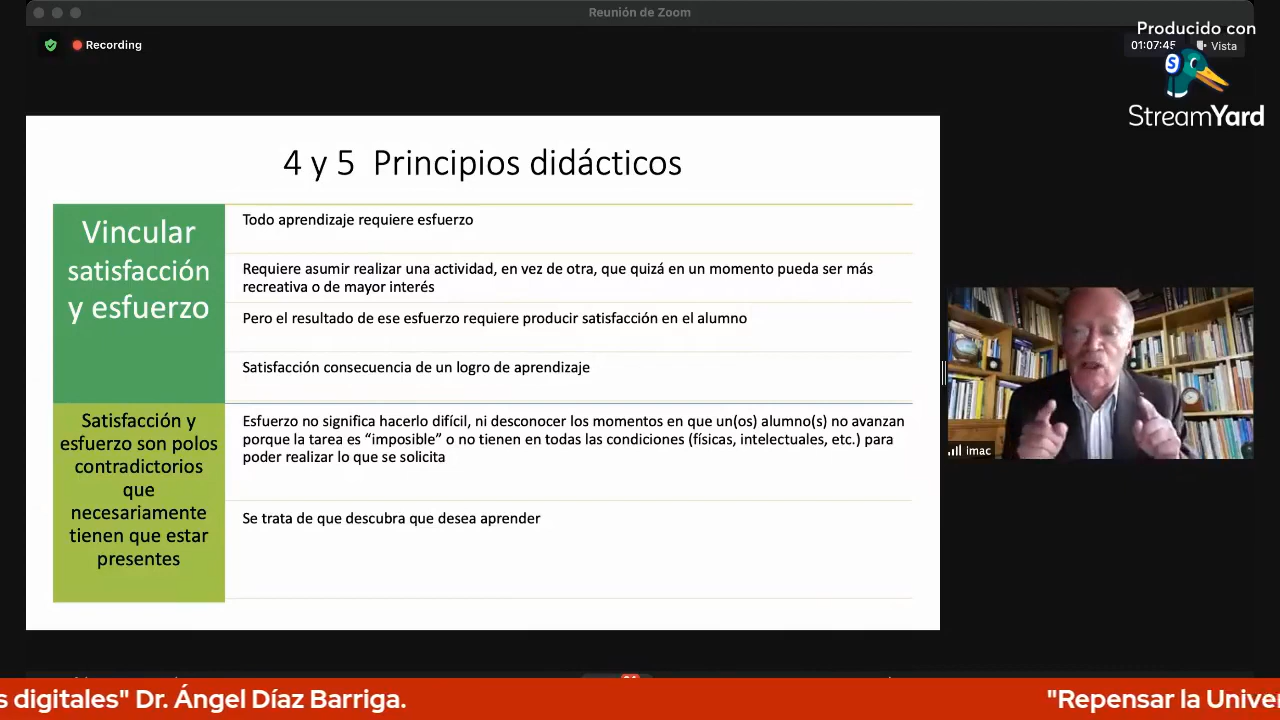 Reunión de Zoom
Recording
Producido con
01:07:45
Vista
S
StreamYard
4 y 5 Principios didácticos
Vincular
satisfacción
y esfuerzo
Todo aprendizaje requiere esfuerzo
Requiere asumir realizar una actividad, en vez de otra, que quizá en un momento pueda ser más
recreativa o de mayor interés
Pero el resultado de ese esfuerzo requiere producir satisfacción en el alumno
Satisfacción consecuencia de un logro de aprendizaje
Satisfacción y
esfuerzo son polos
contradictorios
que
necesariamente
tienen que estar
presentes
Esfuerzo no significa hacerlo difícil, ni desconocer los momentos en que un(os) alumno(s) no avanzan
porque la tarea es “imposible” o no tienen en todas las condiciones (físicas, intelectuales, etc.) para
poder realizar lo que se solicita
Se trata de que descubra que desea aprender
imac
s digitales" Dr. Ángel Díaz Barriga.
"Repensar la Univer